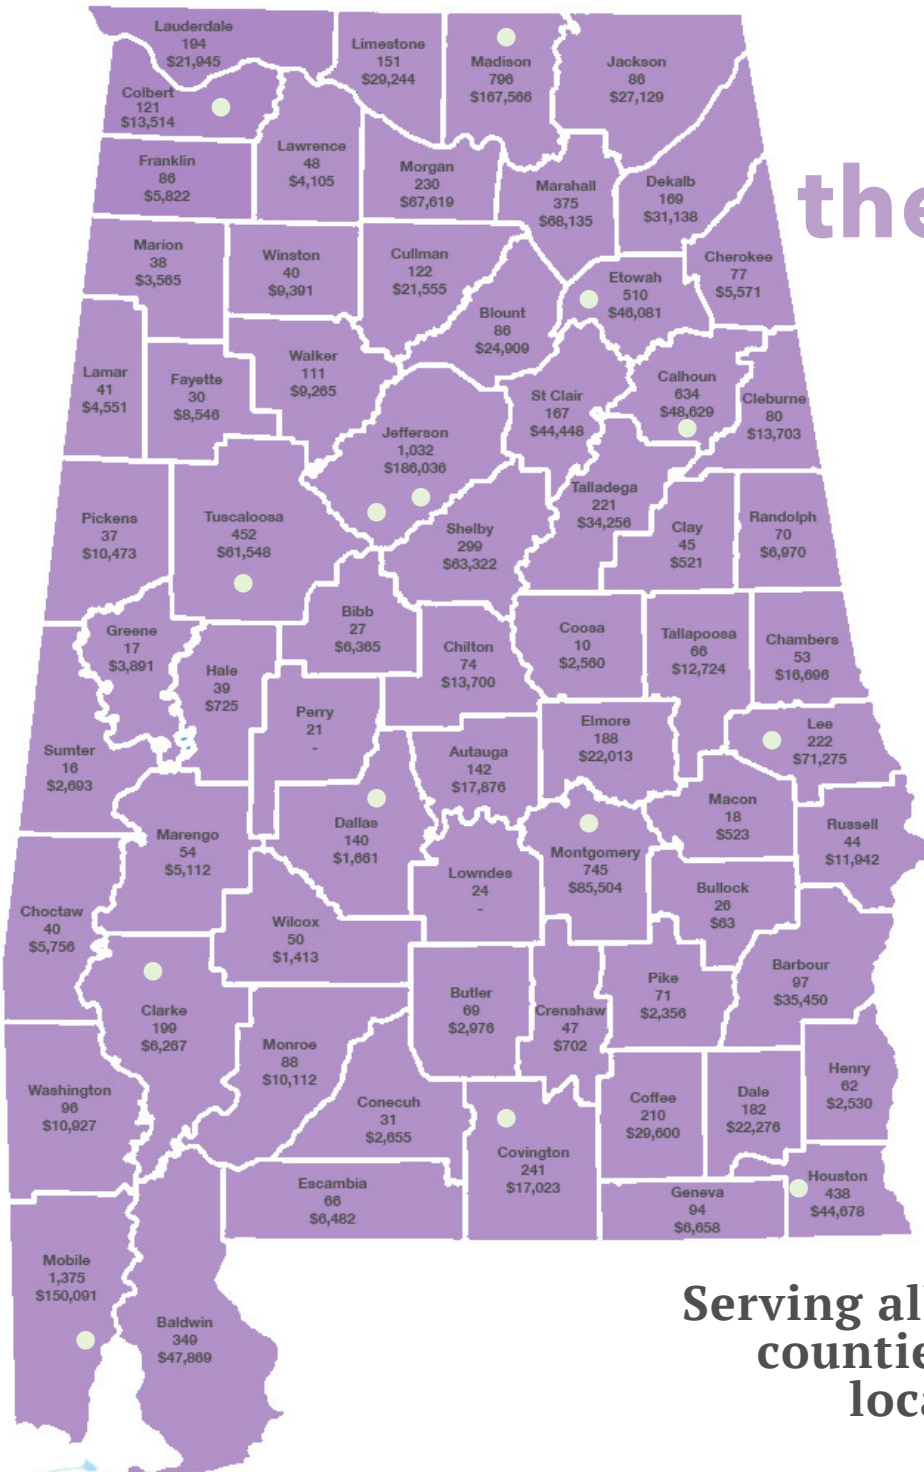 Lauderdale
194
$21,945
Limestone
151
$29,244
Madison
796
$167,566
Jackson
86
$27,129
Colbert
121
$13,514
Franklin
86
$5,822
Lawrence
48
$4,105
Morgan
230
$67,619
Marshall
375
$68,135
Dekalb
169
$31,138
the
Marion
38
$3,565
Winston
40
$9,391
Cullman
122
$21,555
Blount
86
$24,909
Etowah
510
$46,081
Cherokee
77
$5,571
Lamar
41
$4,551
Fayette
30
$8,546
Walker
111
$9,265
Jefferson
1,032
$186,036
St Clair
167
$44,448
Calhoun
634
$48,629
Cleburne
80
$13,703
Pickens
37
$10,473
Tuscaloosa
452
$61,548
Shelby
299
$63,322
Talladega
221
$34,256
Clay
45
$521
Randolph
70
$6,970
Greene
17
$3,891
Hale
39
$725
Bibb
27
$6,365
Chilton
74
$13,700
Coosa
10
$2,560
Tallapoosa
66
$12,724
Chambers
53
$16,696
Sumter
16
$2,693
Perry
21
-
Autauga
142
$17,876
Elmore
188
$22,013
Lee
222
$71,275
Marengo
54
$5,112
Dallas
140
$1,661
Lowndes
24
-
Montgomery
745
$85,504
Macon
18
$523
Russell
44
$11,942
Bullock
26
$63
Choctaw
40
$5,756
Wilcox
50
$1,413
Clarke
199
$6,267
Butler
69
$2,976
Crenshaw
47
$702
Pike
71
$2,356
Barbour
97
$35,450
Monroe
88
$10,112
Washington
96
$10,927
Conecuh
31
$2,655
Covington
241
$17,023
Coffee
210
$29,600
Dale
182
$22,276
Henry
62
$2,530
Escambia
66
$6,482
Geneva
94
$6,658
Houston
438
$44,678
Mobile
1,375
$150,091
Baldwin
349
$47,869
Serving al
countie
loca